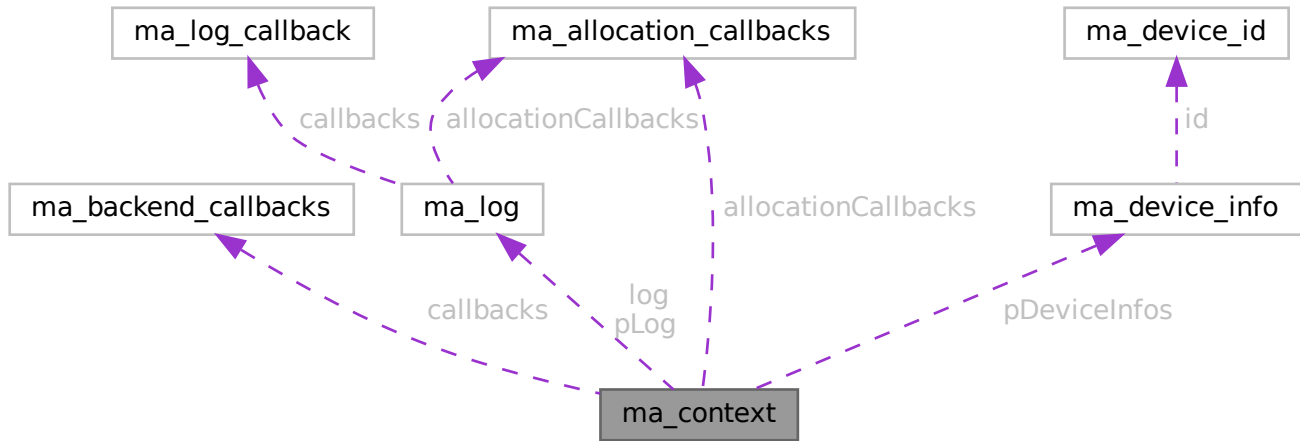 ma_log_callback
ma_allocation_callbacks
ma_device_id
callbacks
allocationCallbacks
id
ma_backend_callbacks
ma_log
allocationCallbacks
ma_device_info
callbacks
log
pLog
pDeviceInfos
ma_context